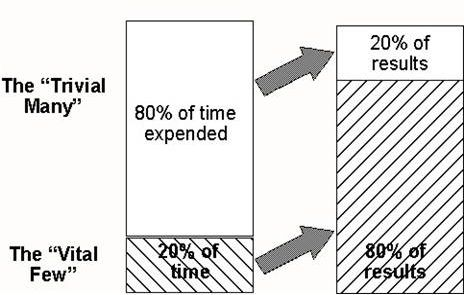 The “Trivial
Many”
80% of time
expended
20% of
results
The “Vital
Few”
20% of
time
80% of
results